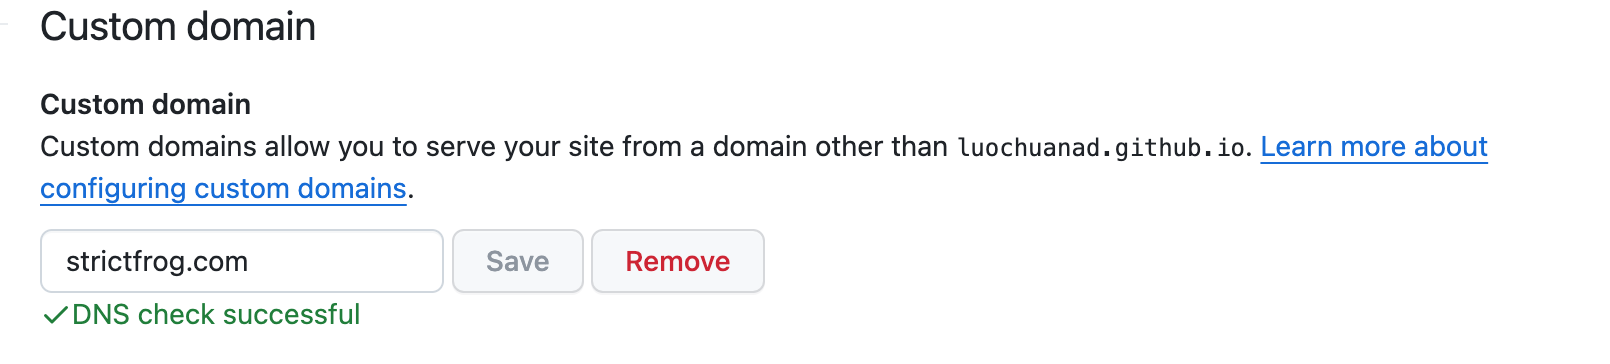 Custom domain
Custom domain
Custom domains allow you to serve your site from a domain other than luochuanad.github.io. Learn more about
configuring custom domains.
strictfrog.com Save Remove
✓DNS check successful